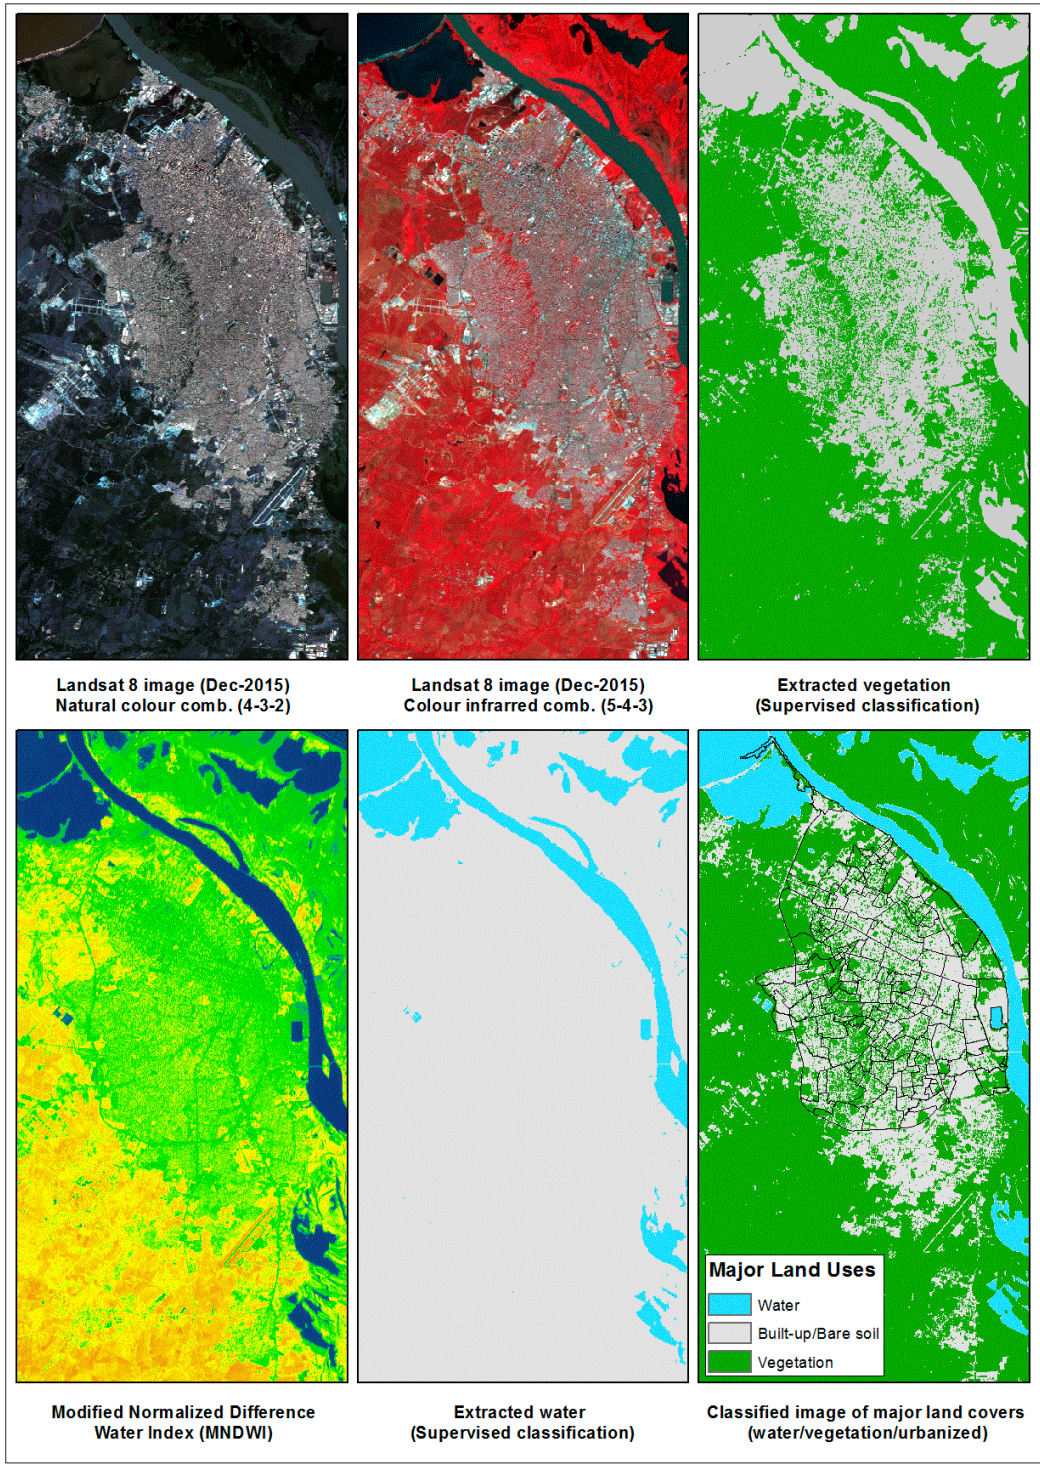 Landsat 8 image (Dec-2015)
Natural colour comb. (4-3-2)
Landsat 8 image (Dec-2015)
Colour infrarred comb. (5-4-3)
Extracted vegetation
(Supervised classification)
Major Land Uses
Water
Built-up/Bare soil
Vegetation
Modified Normalized Difference
Water Index (MNDWI)
Extracted water
(Supervised classification)
Classified image of major land covers
(water/vegetation/urbanized)